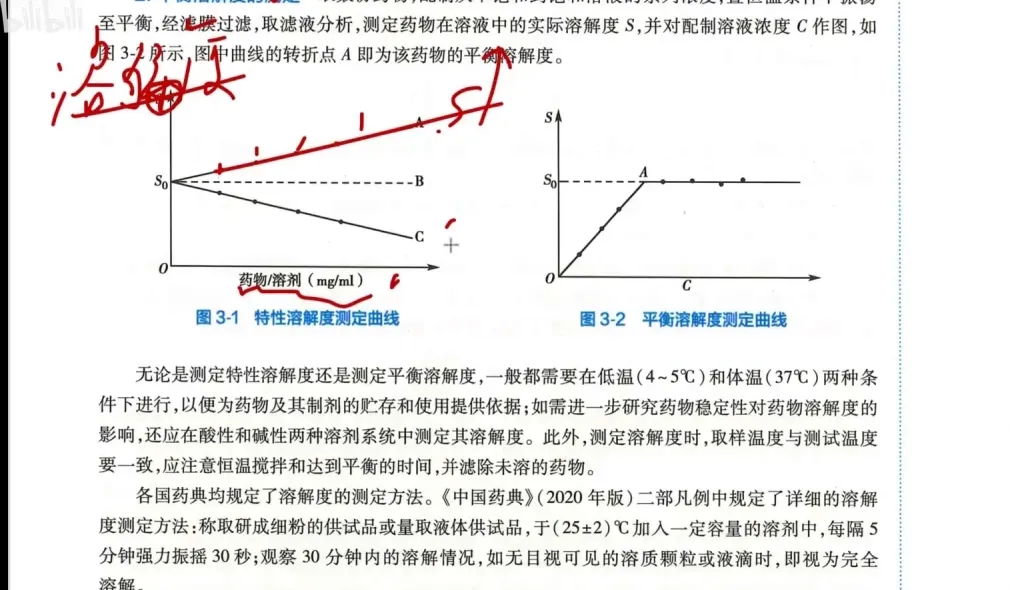 bilibili
至平衡,经滤膜过滤,取滤液分析,测定药物在溶液中的实际溶解度 S,并对配制溶液浓度 C 作图,如
图 3-2 所示,图中曲线的转折点 A 即为该药物的平衡溶解度。
溶解度
S
A
S₀
B
C
O
药物/溶剂(mg/ml)
图 3-1 特性溶解度测定曲线
S
S₀
A
O
C
图 3-2 平衡溶解度测定曲线
无论是测定特性溶解度还是测定平衡溶解度,一般都需要在低温(4~5℃)和体温(37℃)两种条
件下进行,以便为药物及其制剂的贮存和使用提供依据;如需进一步研究药物稳定性对药物溶解度的
影响,还应在酸性和碱性两种溶剂系统中测定其溶解度。此外,测定溶解度时,取样温度与测试温度
要一致,应注意恒温搅拌和达到平衡的时间,并滤除未溶的药物。
各国药典均规定了溶解度的测定方法。《中国药典》(2020 年版)二部凡例中规定了详细的溶解
度测定方法:称取研成细粉的供试品或量取液体供试品,于(25±2)℃加入一定容量的溶剂中,每隔 5
分钟强力振摇 30 秒;观察 30 分钟内的溶解情况,如无目视可见的溶质颗粒或液滴时,即视为完全
溶解。